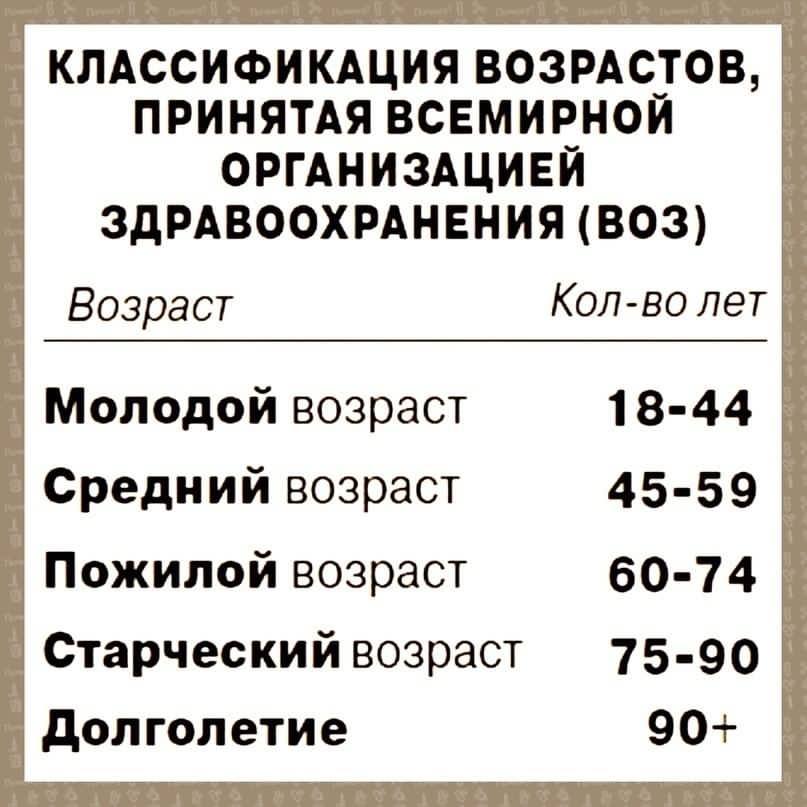 КЛАССИФИКАЦИЯ ВОЗРАСТОВ,
ПРИНЯТАЯ ВСЕМИРНОЙ
ОРГАНИЗАЦИЕЙ
ЗДРАВООХРАНЕНИЯ (ВОЗ)
Возраст Кол-во лет
Молодой возраст 18-44
Средний возраст 45-59
Пожилой возраст 60-74
Старческий возраст 75-90
Долголетие 90+